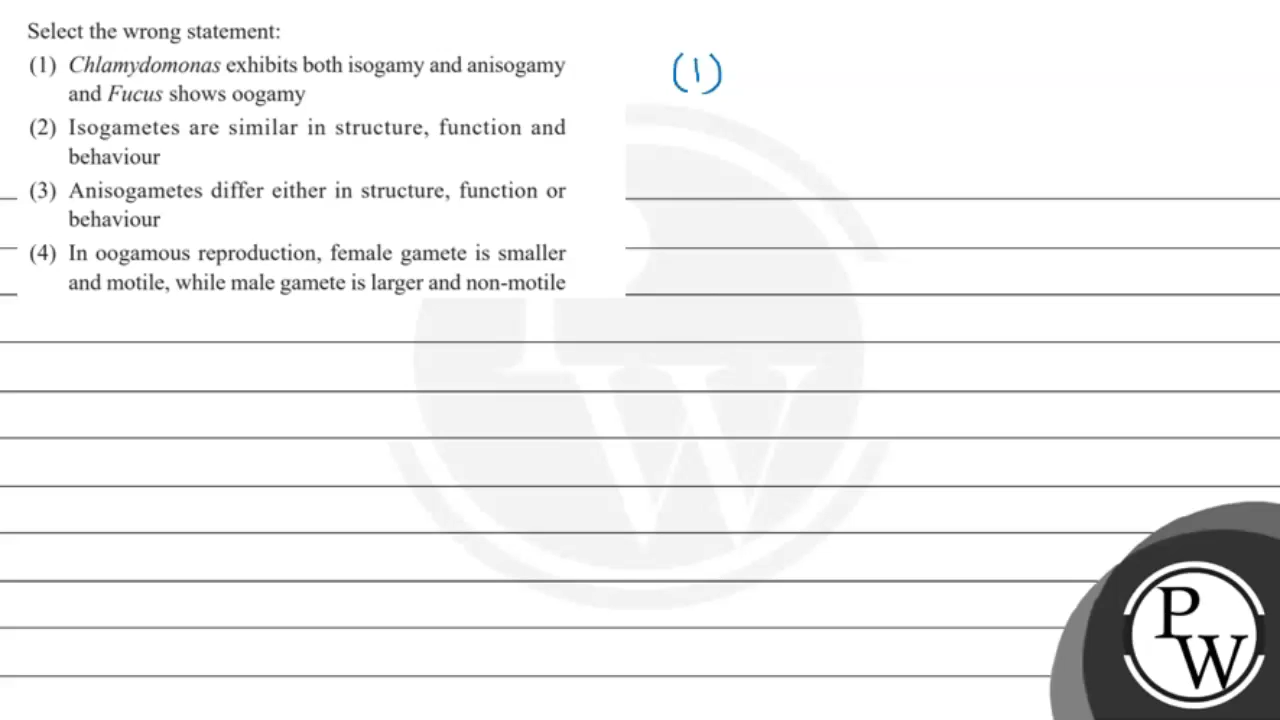 Select the wrong statement:
(1) Chlamydomonas exhibits both isogamy and anisogamy
and Fucus shows oogamy
(2) Isogametes are similar in structure, function and
behaviour
(3) Anisogametes differ either in structure, function or
behaviour
(4) In oogamous reproduction, female gamete is smaller
and motile, while male gamete is larger and non-motile
(1)
P
W